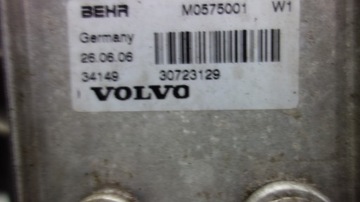 BEHR M0575001 W1
Germany
26.06.06
34149 30723129
VOLVO